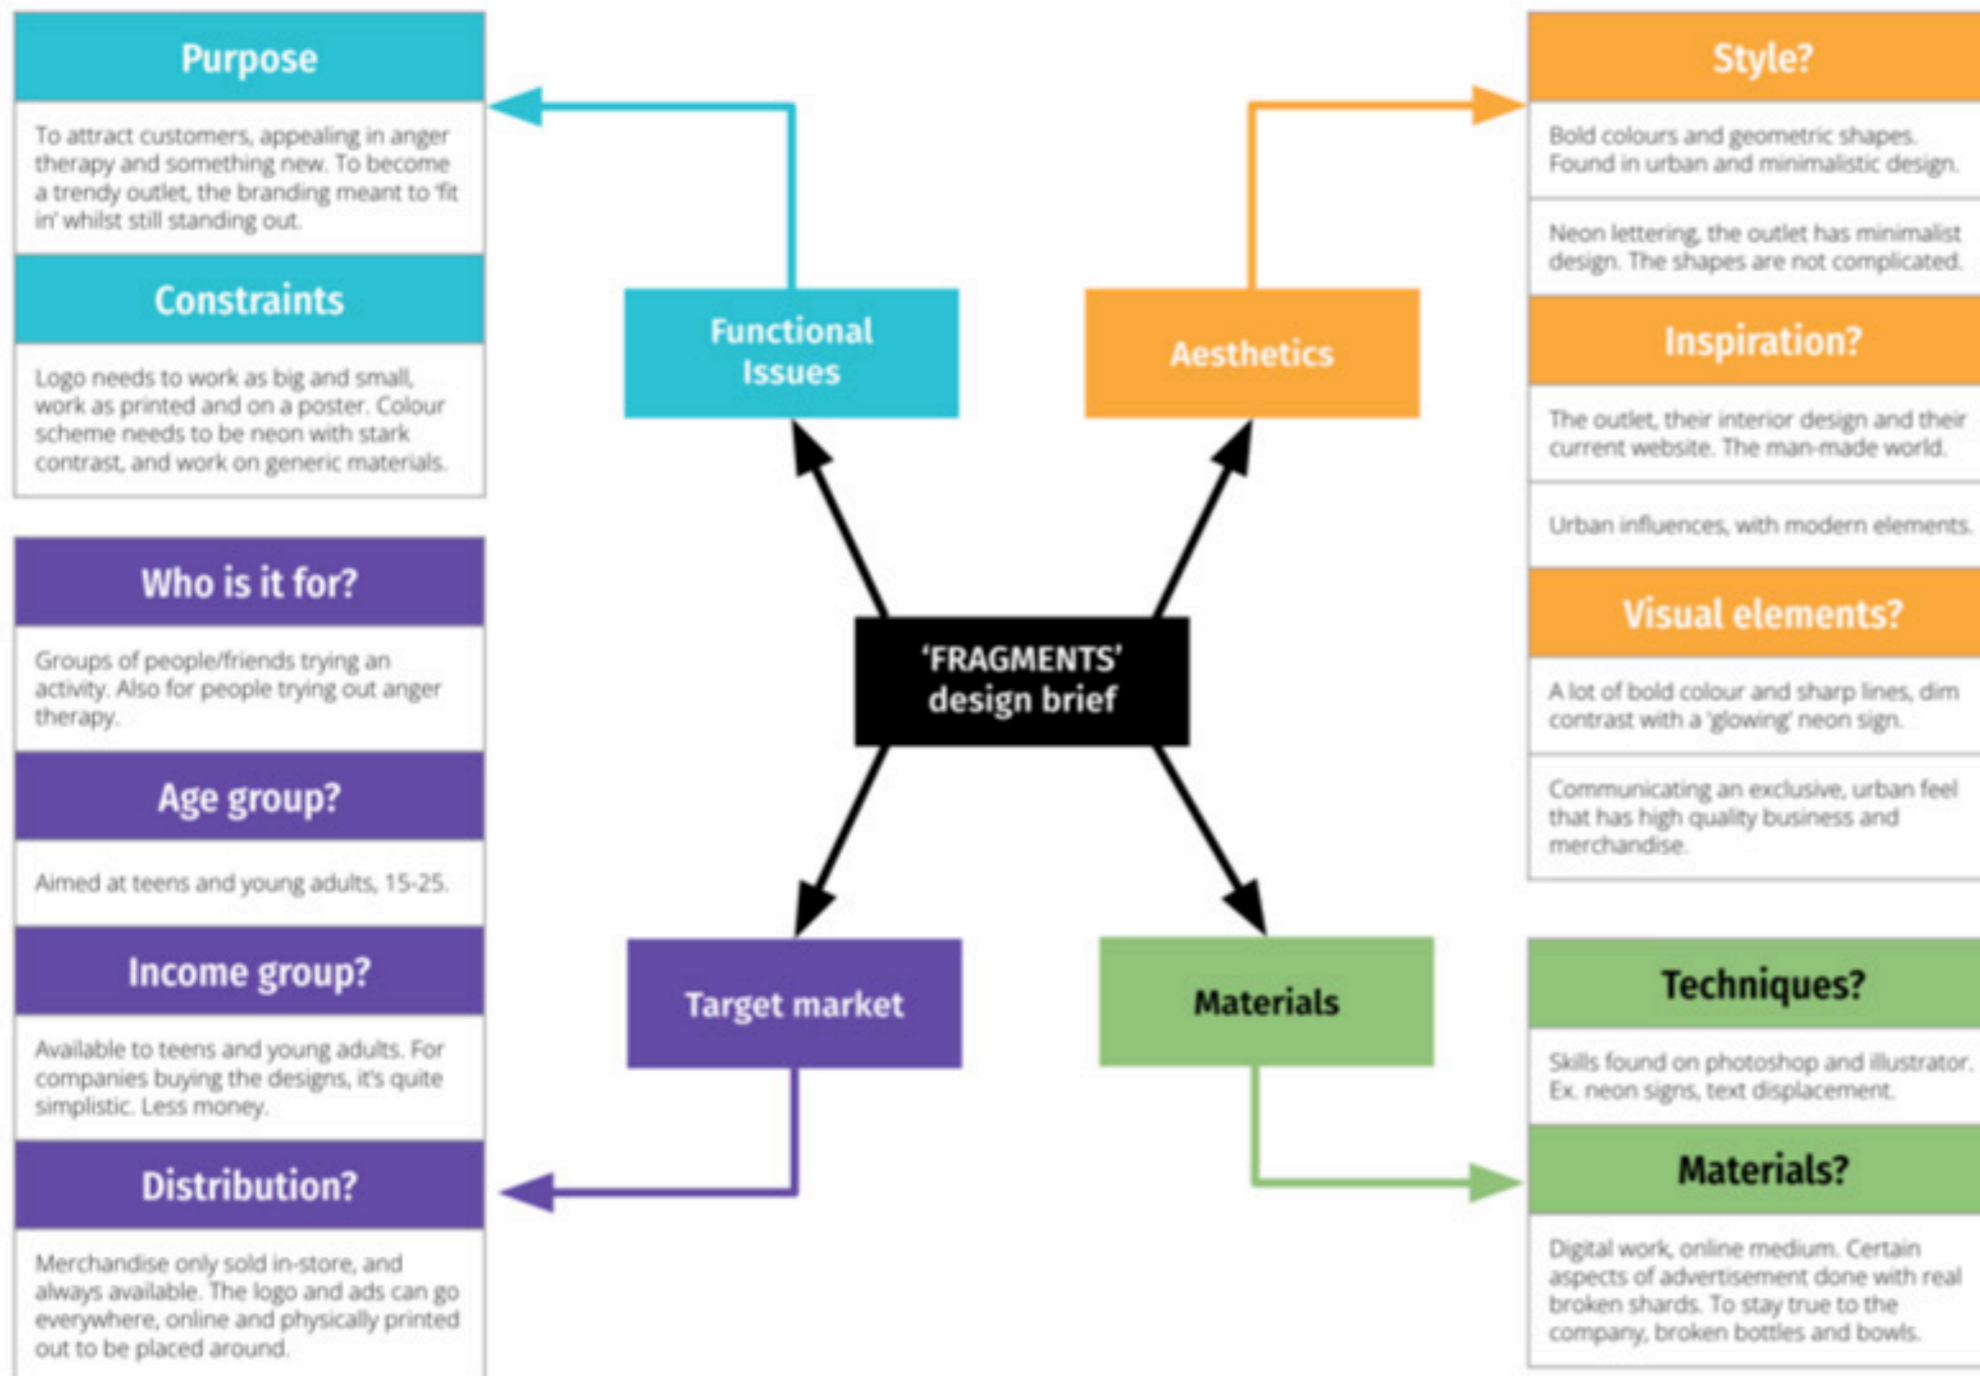 Purpose
To attract customers, appealing in anger
therapy and something new. To become
a trendy outlet, the branding meant to 'fit
in' whilst still standing out.
Constraints
Logo needs to work as big and small,
work as printed and on a poster. Colour
scheme needs to be neon with stark
contrast, and work on generic materials.
Functional
Issues
Aesthetics
Style?
Bold colours and geometric shapes.
Found in urban and minimalistic design.
Neon lettering, the outlet has minimalist
design. The shapes are not complicated.
Inspiration?
The outlet, their interior design and their
current website. The man-made world.
Urban influences, with modern elements.
Visual elements?
A lot of bold colour and sharp lines, dim
contrast with a 'glowing' neon sign.
Communicating an exclusive, urban feel
that has high quality business and
merchandise.
'FRAGMENTS'
design brief
Who is it for?
Groups of people/friends trying an
activity. Also for people trying out anger
therapy.
Age group?
Aimed at teens and young adults, 15-25.
Income group?
Available to teens and young adults. For
companies buying the designs, it's quite
simplistic. Less money.
Distribution?
Merchandise only sold in-store, and
always available. The logo and ads can go
everywhere, online and physically printed
out to be placed around.
Target market
Materials
Techniques?
Skills found on photoshop and illustrator.
Ex. neon signs, text displacement.
Materials?
Digital work, online medium. Certain
aspects of advertisement done with real
broken shards. To stay true to the
company, broken bottles and bowls.